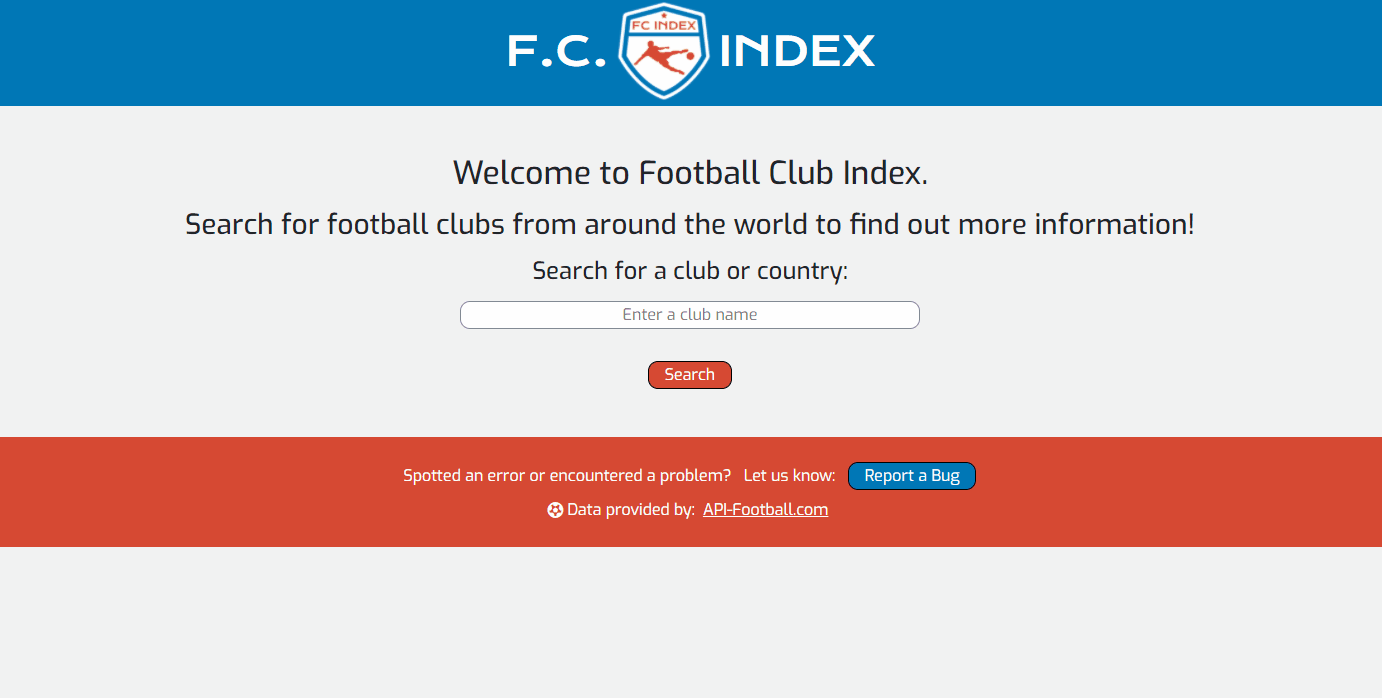 F.C. FC INDEX INDEX
Welcome to Football Club Index.
Search for football clubs from around the world to find out more information!
Search for a club or country:
Enter a club name
Search
Spotted an error or encountered a problem? Let us know: Report a Bug
Data provided by: API-Football.com